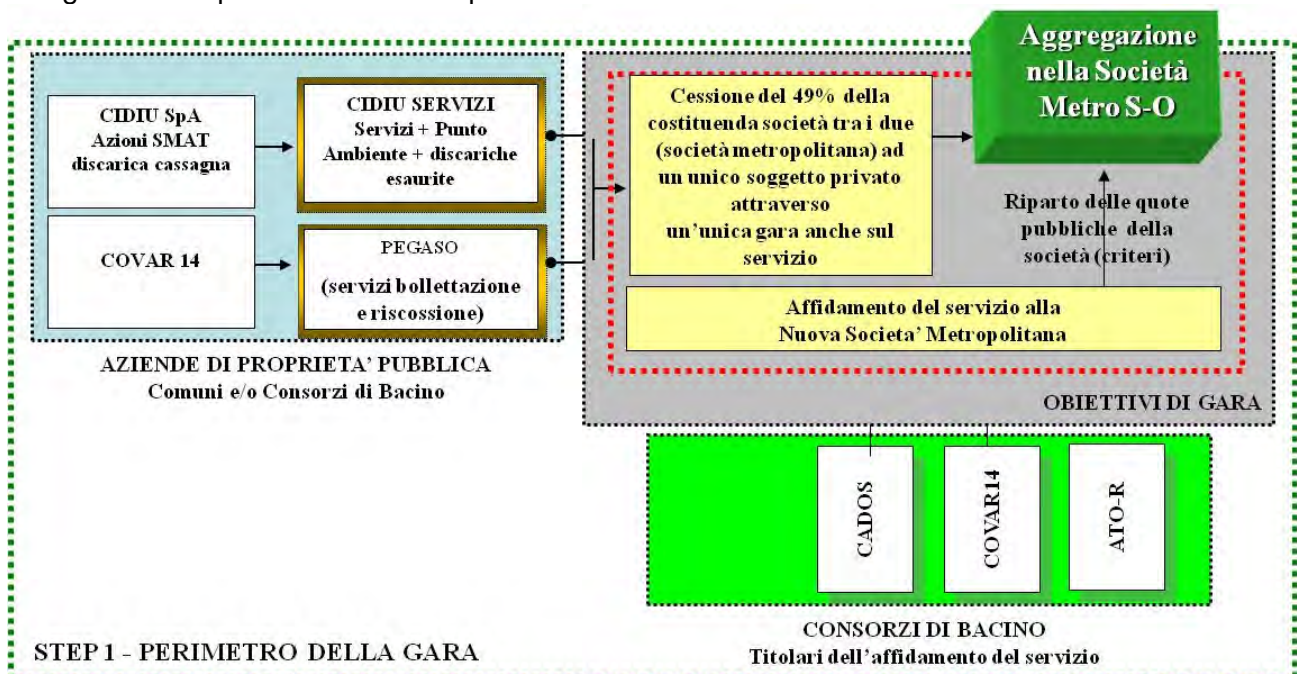 Aggregazione
nella Società
Metro S-O
CIDIU SpA
Azioni SMAT
discarica cassagna
CIDIU SERVIZI
Servizi + Punto
Ambiente + discariche
esaurite
COVAR 14
PEGASO
(servizi bollettazione
e riscossione)
AZIENDE DI PROPRIETA' PUBBLICA
Comuni e/o Consorzi di Bacino
Cessione del 49% della
costituenda società tra i due
(società metropolitana) ad
un unico soggetto privato
attraverso
un'unica gara anche sul
servizio
Riparto delle quote
pubbliche della
società (criteri)
Affidamento del servizio alla
Nuova Societa' Metropolitana
OBIETTIVI DI GARA
CADOS
COVAR14
ATO-R
CONSORZI DI BACINO
Titolari dell'affidamento del servizio
STEP 1 - PERIMETRO DELLA GARA